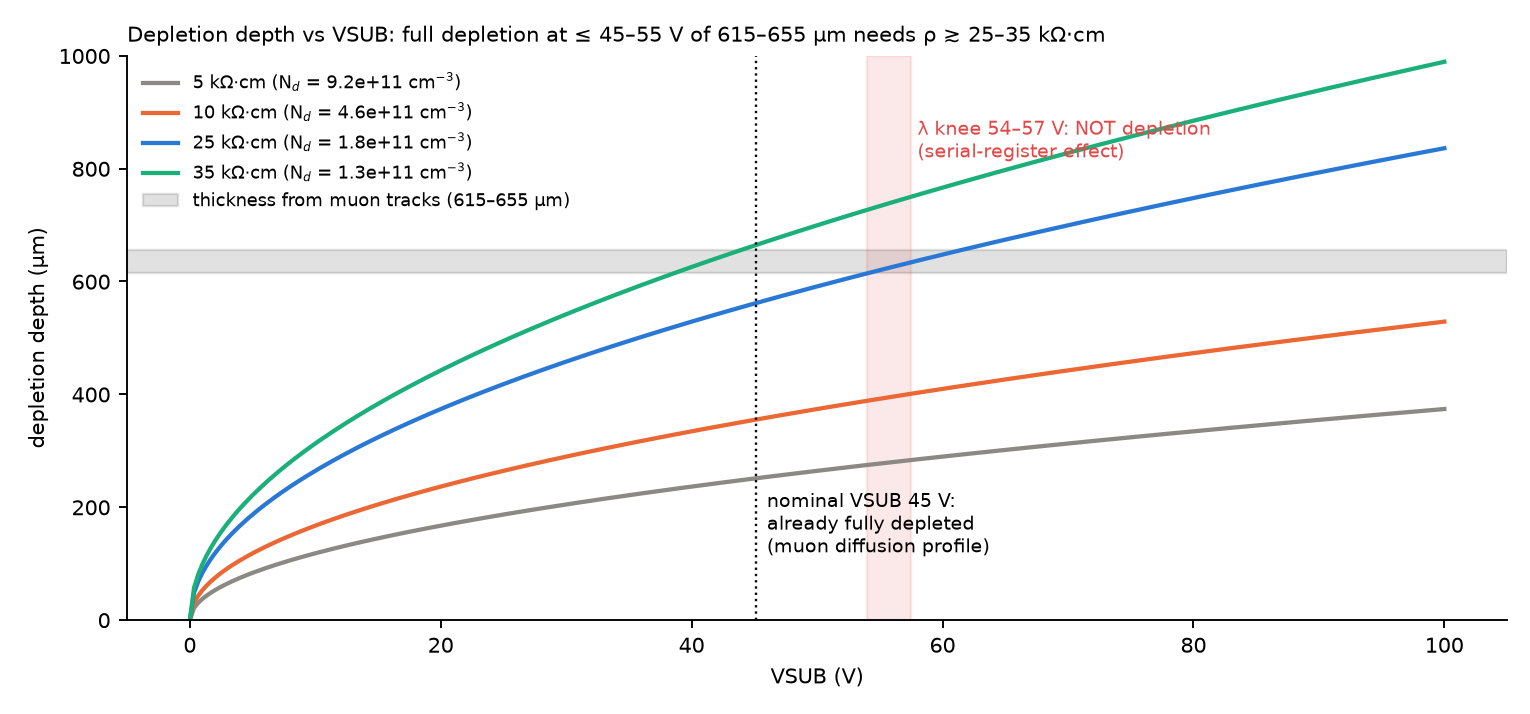 Depletion depth vs VSUB: full depletion at ≤ 45–55 V of 615–655 μm needs ρ ≳ 25–35 kΩ·cm
1000
800
600
400
200
0
depletion depth (μm)
5 kΩ·cm (N_d = 9.2e+11 cm⁻³)
10 kΩ·cm (N_d = 4.6e+11 cm⁻³)
25 kΩ·cm (N_d = 1.8e+11 cm⁻³)
35 kΩ·cm (N_d = 1.3e+11 cm⁻³)
thickness from muon tracks (615–655 μm)
λ knee 54–57 V: NOT depletion
(serial-register effect)
nominal VSUB 45 V:
already fully depleted
(muon diffusion profile)
0 20 40 60 80 100
VSUB (V)